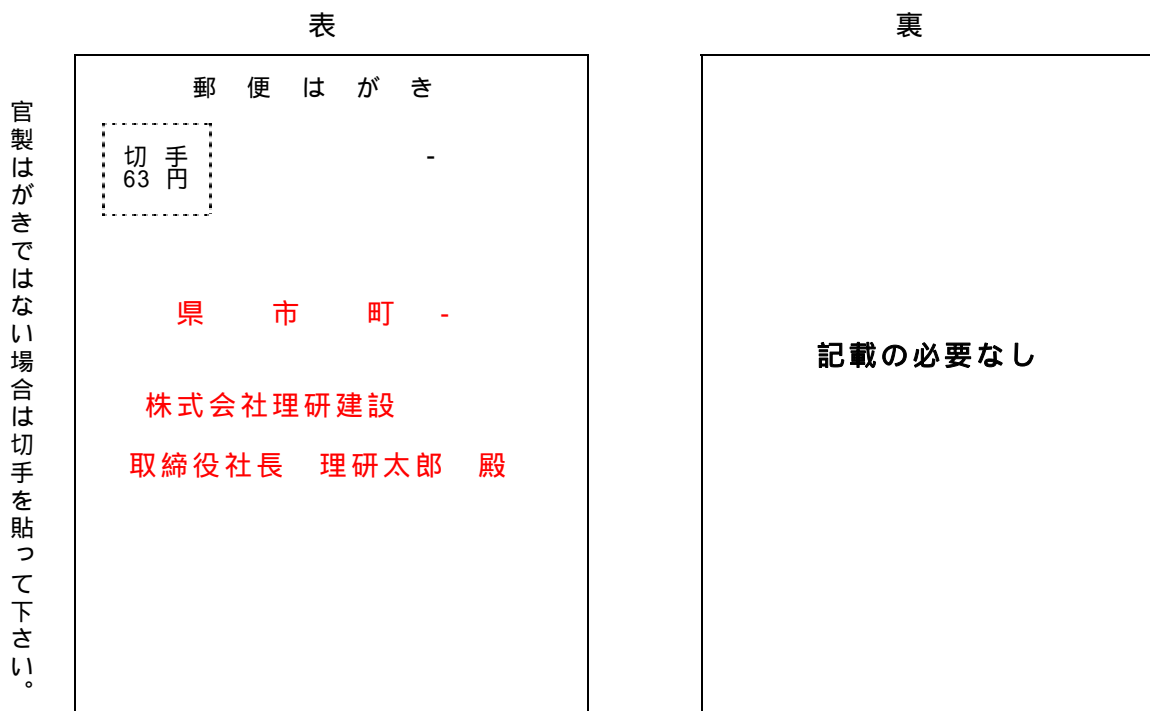 表
郵便はがき
切手
63円
-
県 市 町 -
株式会社理研建設
取締役社長 理研太郎 殿
官製はがきではない場合は切手を貼って下さい。
裏
記載の必要なし